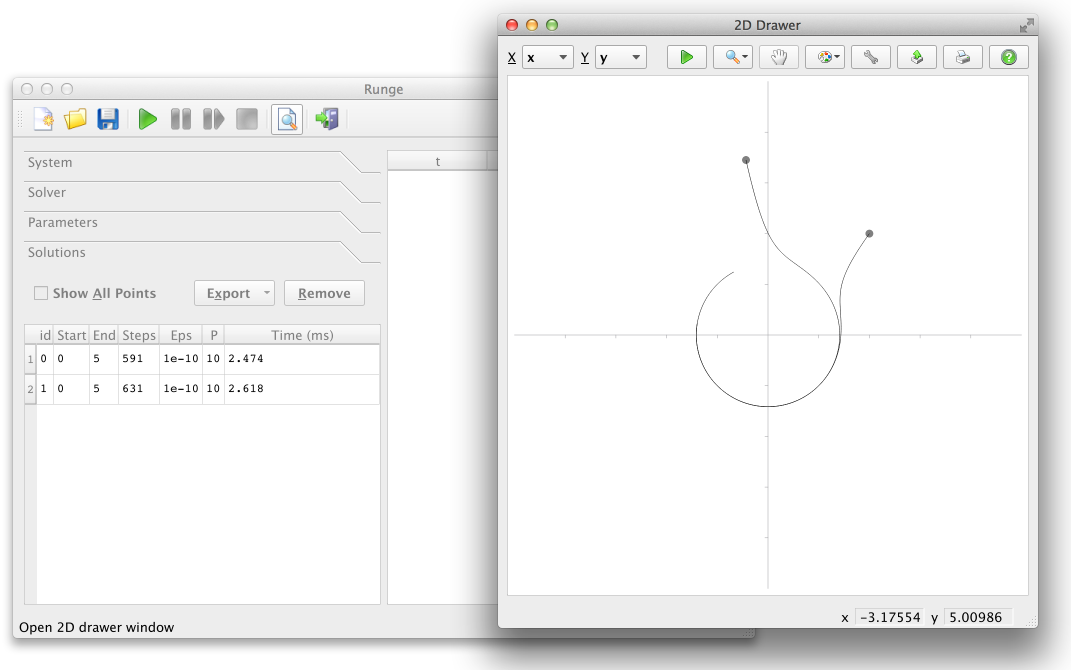 Runge
System
Solver
Parameters
Solutions
Show All Points Export Remove
id Start End Steps Eps P Time (ms)
1 0 0 5 591 1e-10 10 2.474
2 1 0 5 631 1e-10 10 2.618
t
Open 2D drawer window
2D Drawer
X x Y y
x -3.17554 y 5.00986